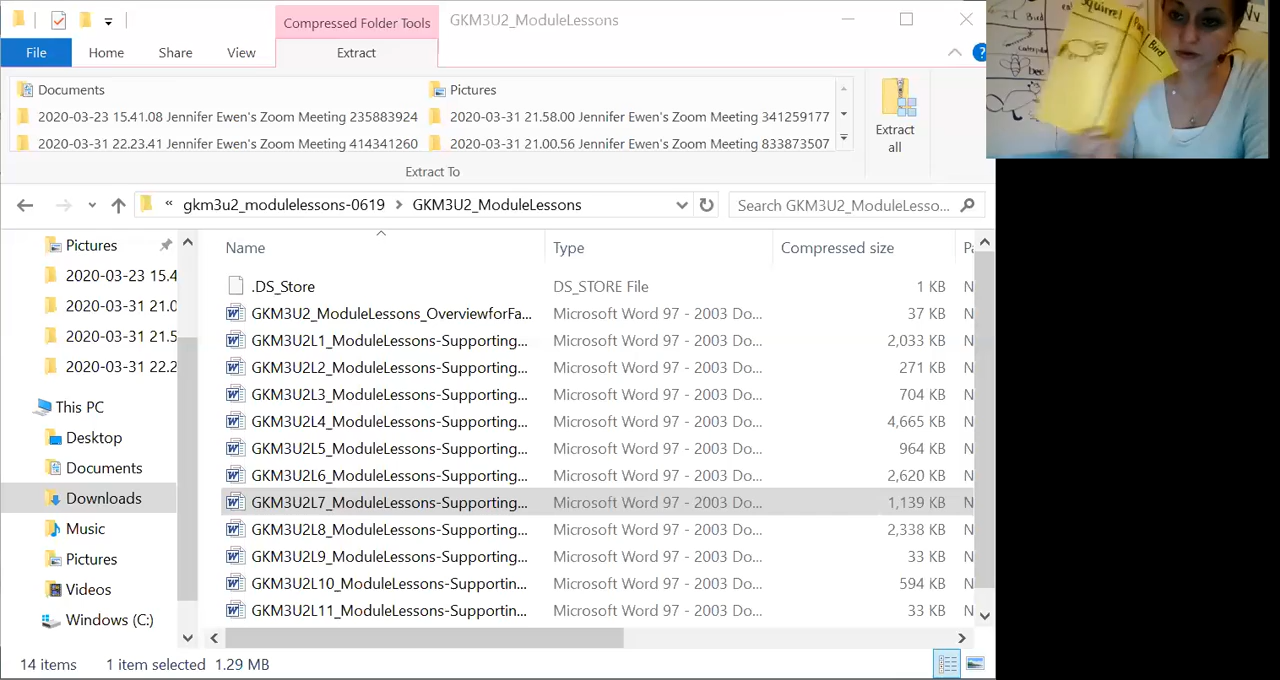 Compressed Folder Tools
GKM3U2_ModuleLessons
File
Home
Share
View
Extract
Documents
Pictures
2020-03-23 15.41.08 Jennifer Ewen's Zoom Meeting 235883924
2020-03-31 21.58.00 Jennifer Ewen's Zoom Meeting 341259177
2020-03-31 22.23.41 Jennifer Ewen's Zoom Meeting 414341260
2020-03-31 21.00.56 Jennifer Ewen's Zoom Meeting 833873507
Extract all
Extract To
« gkm3u2_modulelessons-0619 > GKM3U2_ModuleLessons
Search GKM3U2_ModuleLesso...
Pictures
2020-03-23 15.4
2020-03-31 21.0
2020-03-31 21.5
2020-03-31 22.2
This PC
Desktop
Documents
Downloads
Music
Pictures
Videos
Windows (C:)
Name Type Compressed size Pa
.DS_Store DS_STORE File 1 KB N
GKM3U2_ModuleLessons_OverviewforFa... Microsoft Word 97 - 2003 Do... 37 KB N
GKM3U2L1_ModuleLessons-Supporting... Microsoft Word 97 - 2003 Do... 2,033 KB N
GKM3U2L2_ModuleLessons-Supporting... Microsoft Word 97 - 2003 Do... 271 KB N
GKM3U2L3_ModuleLessons-Supporting... Microsoft Word 97 - 2003 Do... 704 KB N
GKM3U2L4_ModuleLessons-Supporting... Microsoft Word 97 - 2003 Do... 4,665 KB N
GKM3U2L5_ModuleLessons-Supporting... Microsoft Word 97 - 2003 Do... 964 KB N
GKM3U2L6_ModuleLessons-Supporting... Microsoft Word 97 - 2003 Do... 2,620 KB N
GKM3U2L7_ModuleLessons-Supporting... Microsoft Word 97 - 2003 Do... 1,139 KB N
GKM3U2L8_ModuleLessons-Supporting... Microsoft Word 97 - 2003 Do... 2,338 KB N
GKM3U2L9_ModuleLessons-Supporting... Microsoft Word 97 - 2003 Do... 33 KB N
GKM3U2L10_ModuleLessons-Supportin... Microsoft Word 97 - 2003 Do... 594 KB N
GKM3U2L11_ModuleLessons-Supportin... Microsoft Word 97 - 2003 Do... 33 KB N
14 items 1 item selected 1.29 MB
Squirrel
Bird
Bird
bee
Vv